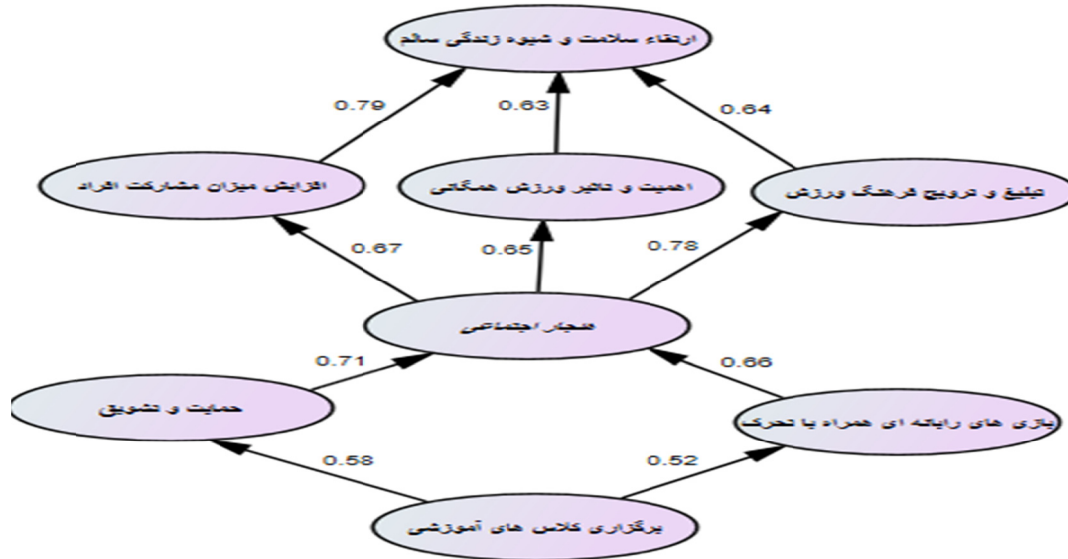 ارتقاء سلامت و شیوه زندگی سالم
0.79
0.63
0.64
افزایش میزان مشارکت افراد
اهمیت و تاثیر ورزش همگانی
تبلیغ و ترویج فرهنگ ورزش
0.67
0.65
0.78
هنجار اجتماعی
0.71
0.66
حمایت و تشویق
بازی های رایانه ای همراه با تحرک
0.58
0.52
برگزاری کلاس های آموزشی